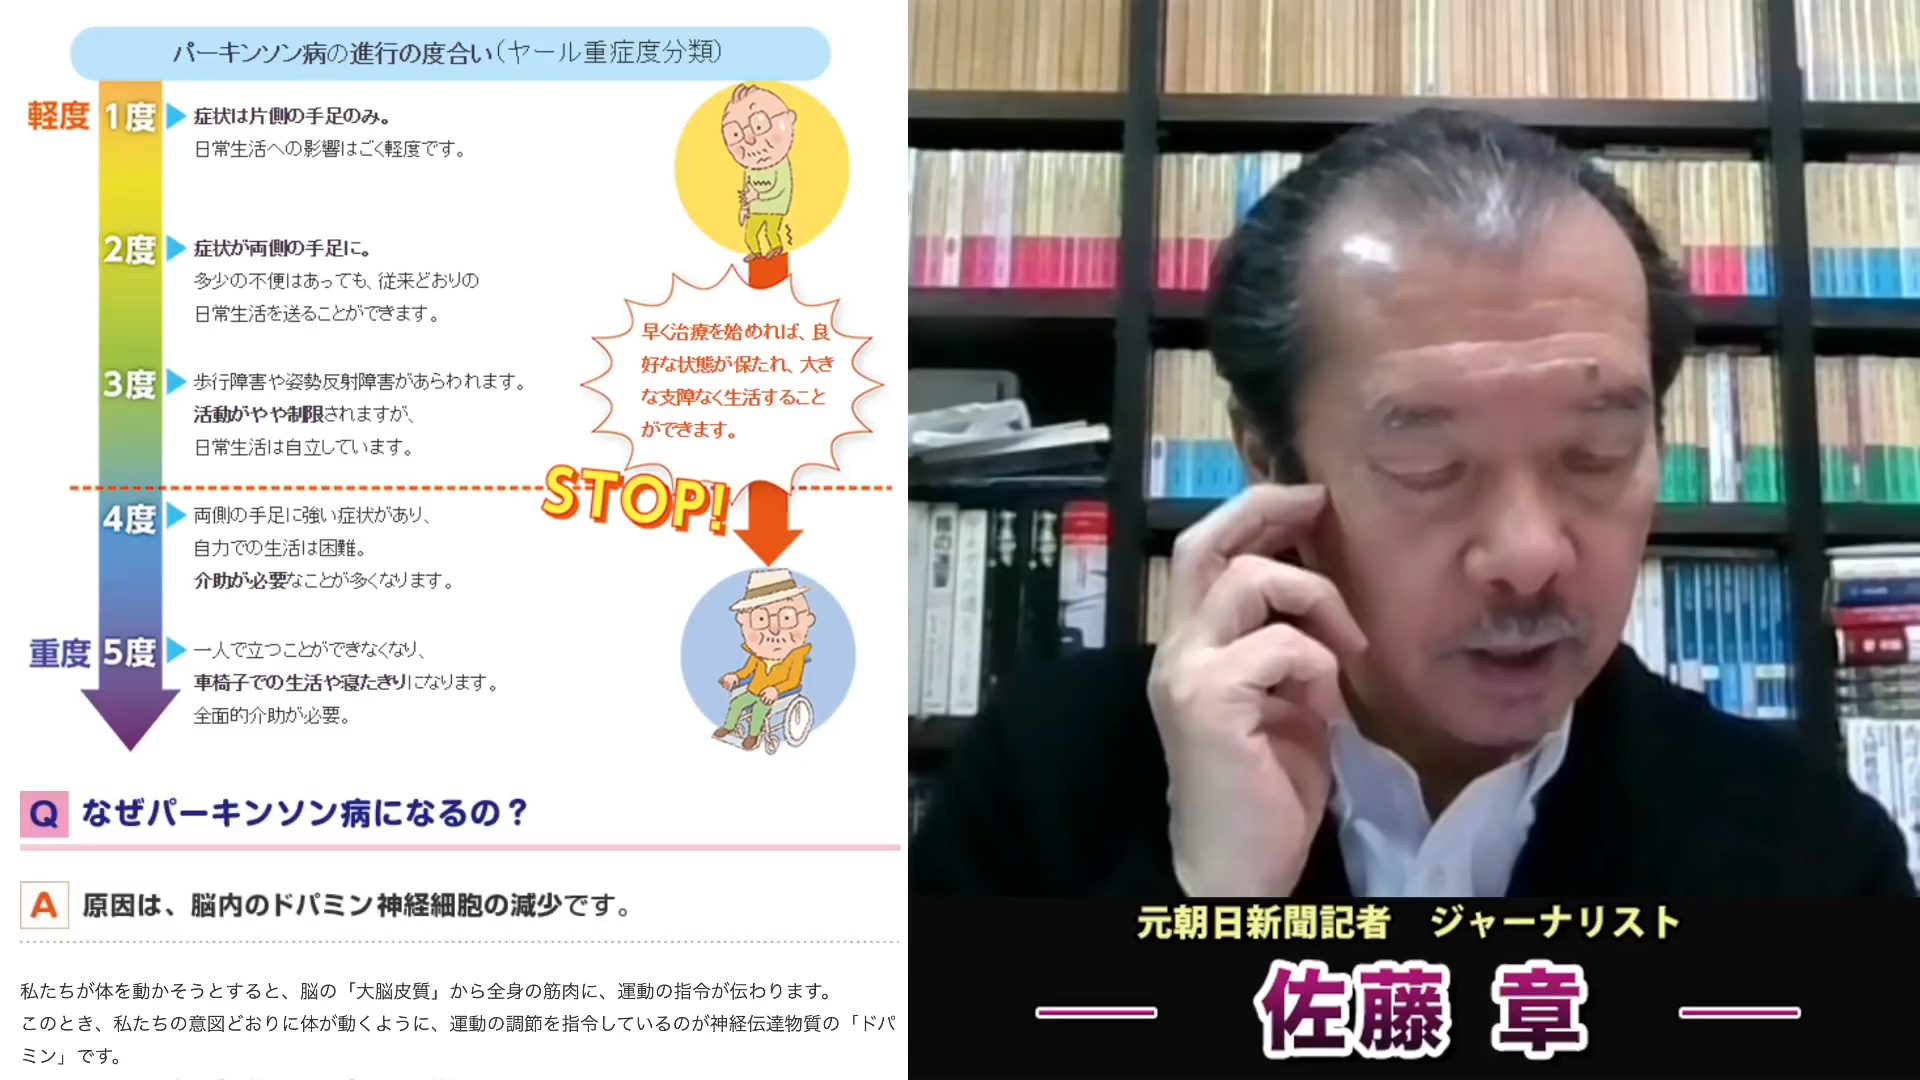 パーキンソン病の進行の度合い（ヤール重症度分類）
軽度 1度 症状は片側の手足のみ。
日常生活への影響はごく軽度です。
2度 症状が両側の手足に。
多少の不便はあっても、従来どおりの
日常生活を送ることができます。
3度 歩行障害や姿勢反射障害があらわれます。
活動がやや制限されますが、
日常生活は自立しています。
早く治療を始めれば、良
好な状態が保たれ、大き
な支障なく生活すること
ができます。
STOP!
4度 両側の手足に強い症状があり、
自力での生活は困難。
介助が必要なことが多くなります。
重度 5度 一人で立つことができなくなり、
車椅子での生活や寝たきりになります。
全面的介助が必要。
Q なぜパーキンソン病になるの？
A 原因は、脳内のドパミン神経細胞の減少です。
私たちが体を動かそうとすると、脳の「大脳皮質」から全身の筋肉に、運動の指令が伝わります。
このとき、私たちの意図どおりに体が動くように、運動の調節を指令しているのが神経伝達物質の「ドパ
ミン」です。
元朝日新聞記者 ジャーナリスト
佐藤 章